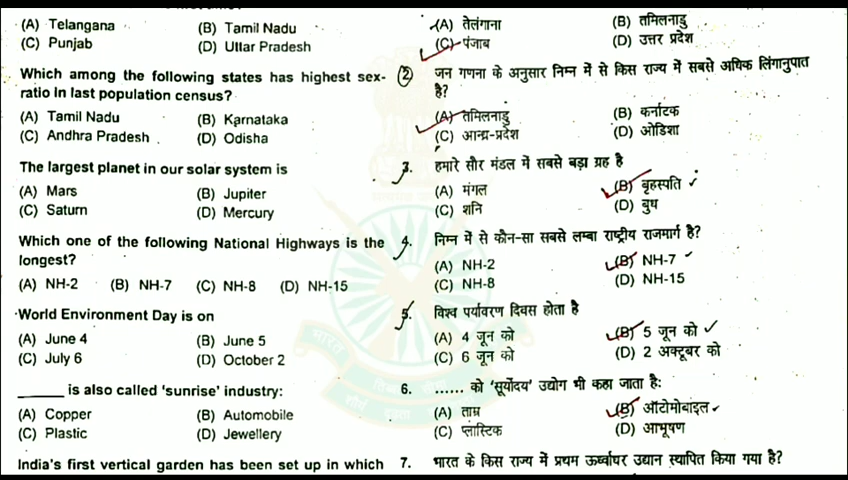 (A) Telangana (B) Tamil Nadu
(C) Punjab (D) Uttar Pradesh
Which among the following states has highest sex-
ratio in last population census?
(A) Tamil Nadu (B) Karnataka
(C) Andhra Pradesh (D) Odisha
The largest planet in our solar system is
(A) Mars (B) Jupiter
(C) Saturn (D) Mercury
Which one of the following National Highways is the
longest?
(A) NH-2 (B) NH-7 (C) NH-8 (D) NH-15
World Environment Day is on
(A) June 4 (B) June 5
(C) July 6 (D) October 2
______ is also called 'sunrise' industry:
(A) Copper (B) Automobile
(C) Plastic (D) Jewellery
India's first vertical garden has been set up in which
(A) तेलंगाना (B) तमिलनाडु
(C) पंजाब (D) उत्तर प्रदेश
2 जन गणना के अनुसार निम्न में से किस राज्य में सबसे अधिक लिंगानुपात
है?
(A) तमिलनाडु (B) कर्नाटक
(C) आन्ध्र-प्रदेश (D) ओडिशा
3. हमारे सौर मंडल में सबसे बड़ा ग्रह है
(A) मंगल (B) बृहस्पति
(C) शनि (D) बुध
4. निम्न में से कौन-सा सबसे लम्बा राष्ट्रीय राजमार्ग है?
(A) NH-2 (B) NH-7
(C) NH-8 (D) NH-15
5. विश्व पर्यावरण दिवस होता है
(A) 4 जून को (B) 5 जून को
(C) 6 जून को (D) 2 अक्टूबर को
6. ...... को 'सूर्योदय' उद्योग भी कहा जाता है:
(A) ताम्र (B) ऑटोमोबाइल
(C) प्लास्टिक (D) आभूषण
7. भारत के किस राज्य में प्रथम ऊर्ध्वाधर उद्यान स्थापित किया गया है?